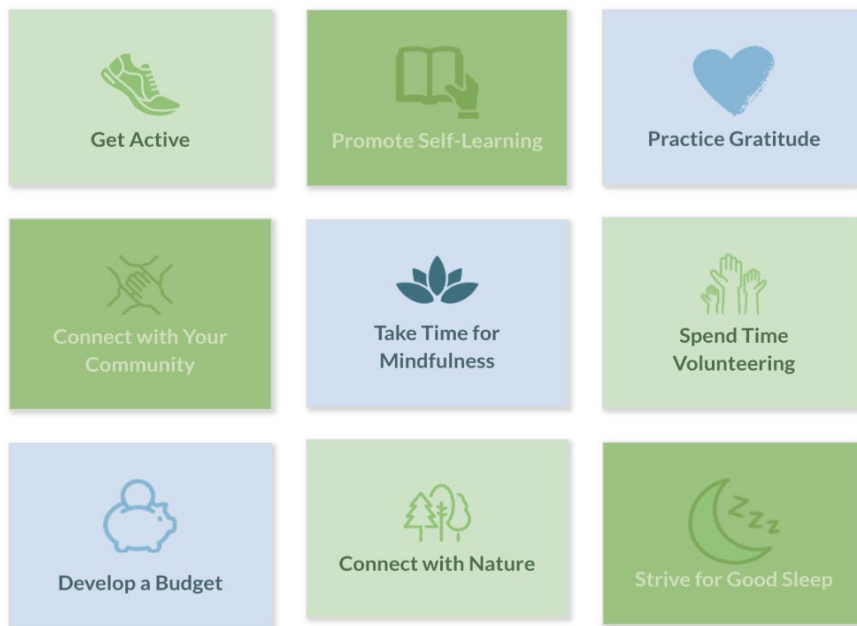 Get Active
Promote Self-Learning
Practice Gratitude
Connect with Your
Community
Take Time for
Mindfulness
Spend Time
Volunteering
Develop a Budget
Connect with Nature
Strive for Good Sleep
ZZZ